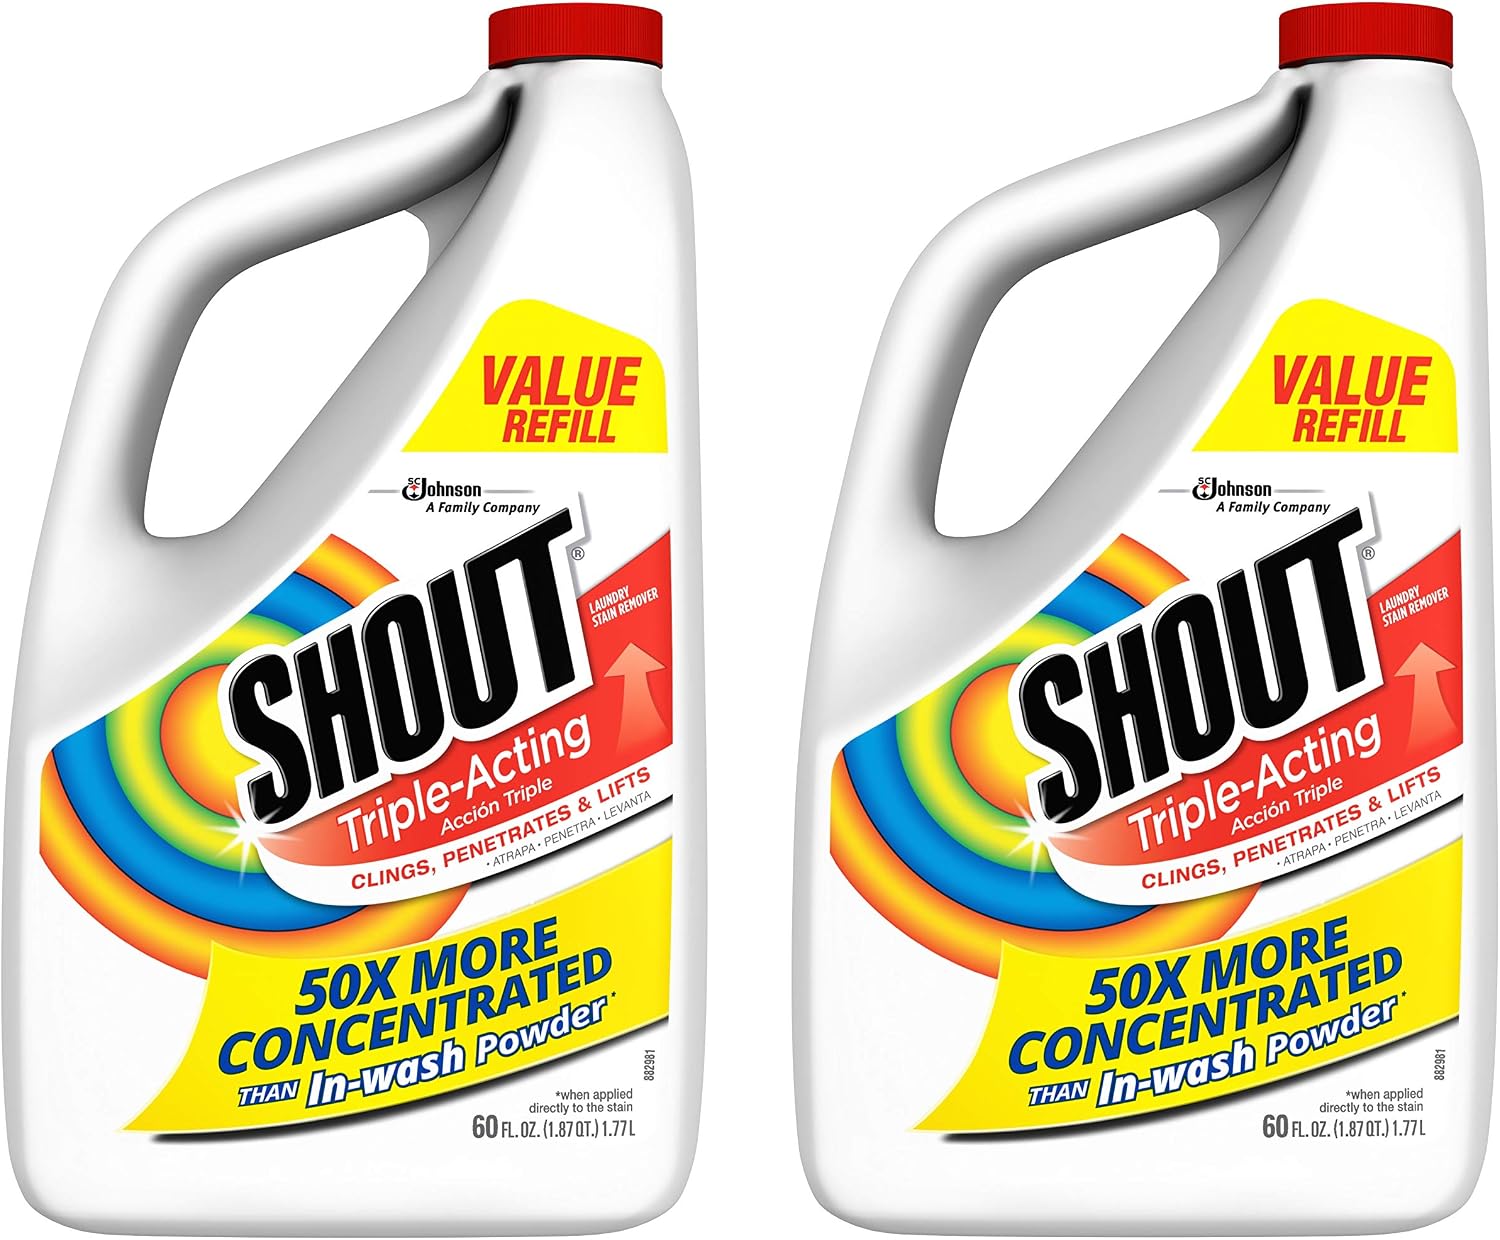 VALUE
REFILL
SC Johnson
A Family Company
SHOUT®
LAUNDRY
STAIN REMOVER
Triple-Acting
Acción Triple
CLINGS, PENETRATES & LIFTS
• ATRAPA • PENETRA • LEVANTA
50X MORE
CONCENTRATED
THAN In-wash Powder*
882981
*when applied
directly to the stain
60 FL. OZ. (1.87 QT.) 1.77 L
VALUE
REFILL
SC Johnson
A Family Company
SHOUT®
LAUNDRY
STAIN REMOVER
Triple-Acting
Acción Triple
CLINGS, PENETRATES & LIFTS
• ATRAPA • PENETRA • LEVANTA
50X MORE
CONCENTRATED
THAN In-wash Powder*
882981
*when applied
directly to the stain
60 FL. OZ. (1.87 QT.) 1.77 L